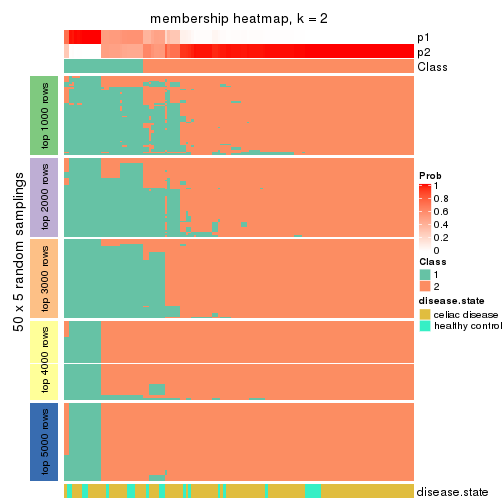 membership heatmap, k = 2
p1
p2
Class
50 x 5 random samplings
top 1000 rows
top 2000 rows
top 3000 rows
top 4000 rows
top 5000 rows
Prob
1
0.8
0.6
0.4
0.2
0
Class
1
2
disease.state
celiac disease
healthy control
disease.state